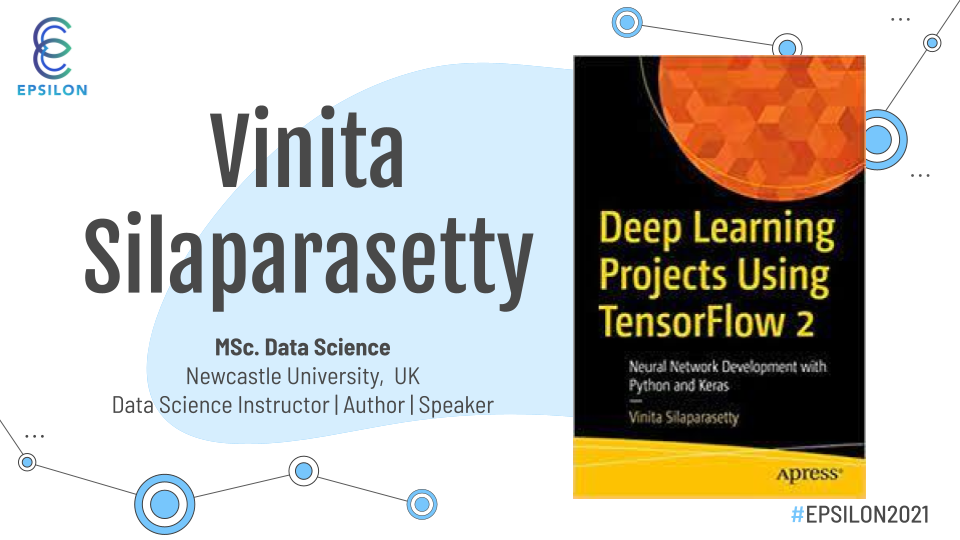 EPSILON
Vinita
Silaparasetty
MSc. Data Science
Newcastle University, UK
Data Science Instructor | Author | Speaker
Deep Learning
Projects Using
TensorFlow 2
Neural Network Development with
Python and Keras
—
Vinita Silaparasetty
Apress®
#EPSILON2021